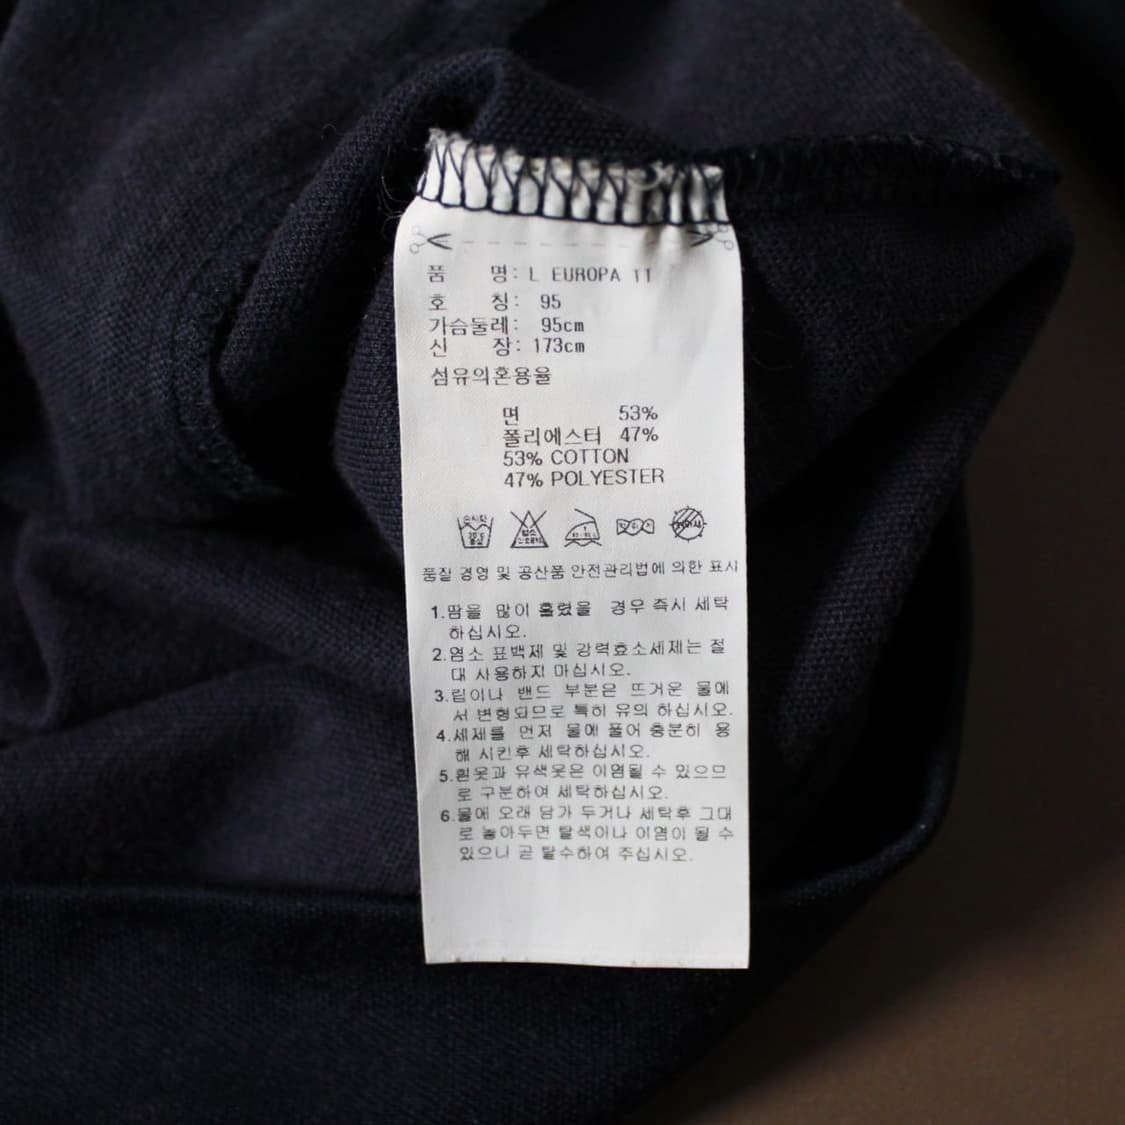 품 명: L EUROPA TT
호 칭: 95
가슴둘레: 95cm
신 장: 173cm
섬유의혼용율
면 53%
폴리에스터 47%
53% COTTON
47% POLYESTER
품질 경영 및 공산품 안전관리법에 의한 표시
1.땀을 많이 흘렸을 경우 즉시 세탁
하십시오.
2.염소 표백제 및 강력효소세제는 절
대 사용하지 마십시오.
3.립이나 밴드 부분은 뜨거운 물에
서 변형되므로 특히 유의 하십시오.
4.세제를 먼저 물에 풀어 충분히 용
해 시킨후 세탁하십시오.
5.흰옷과 유색옷은 이염될 수 있으므
로 구분하여 세탁하십시오.
6.물에 오래 담가 두거나 세탁후 그대
로 놓아두면 탈색이나 이염이 될 수
있으니 곧 탈수하여 주십시오.